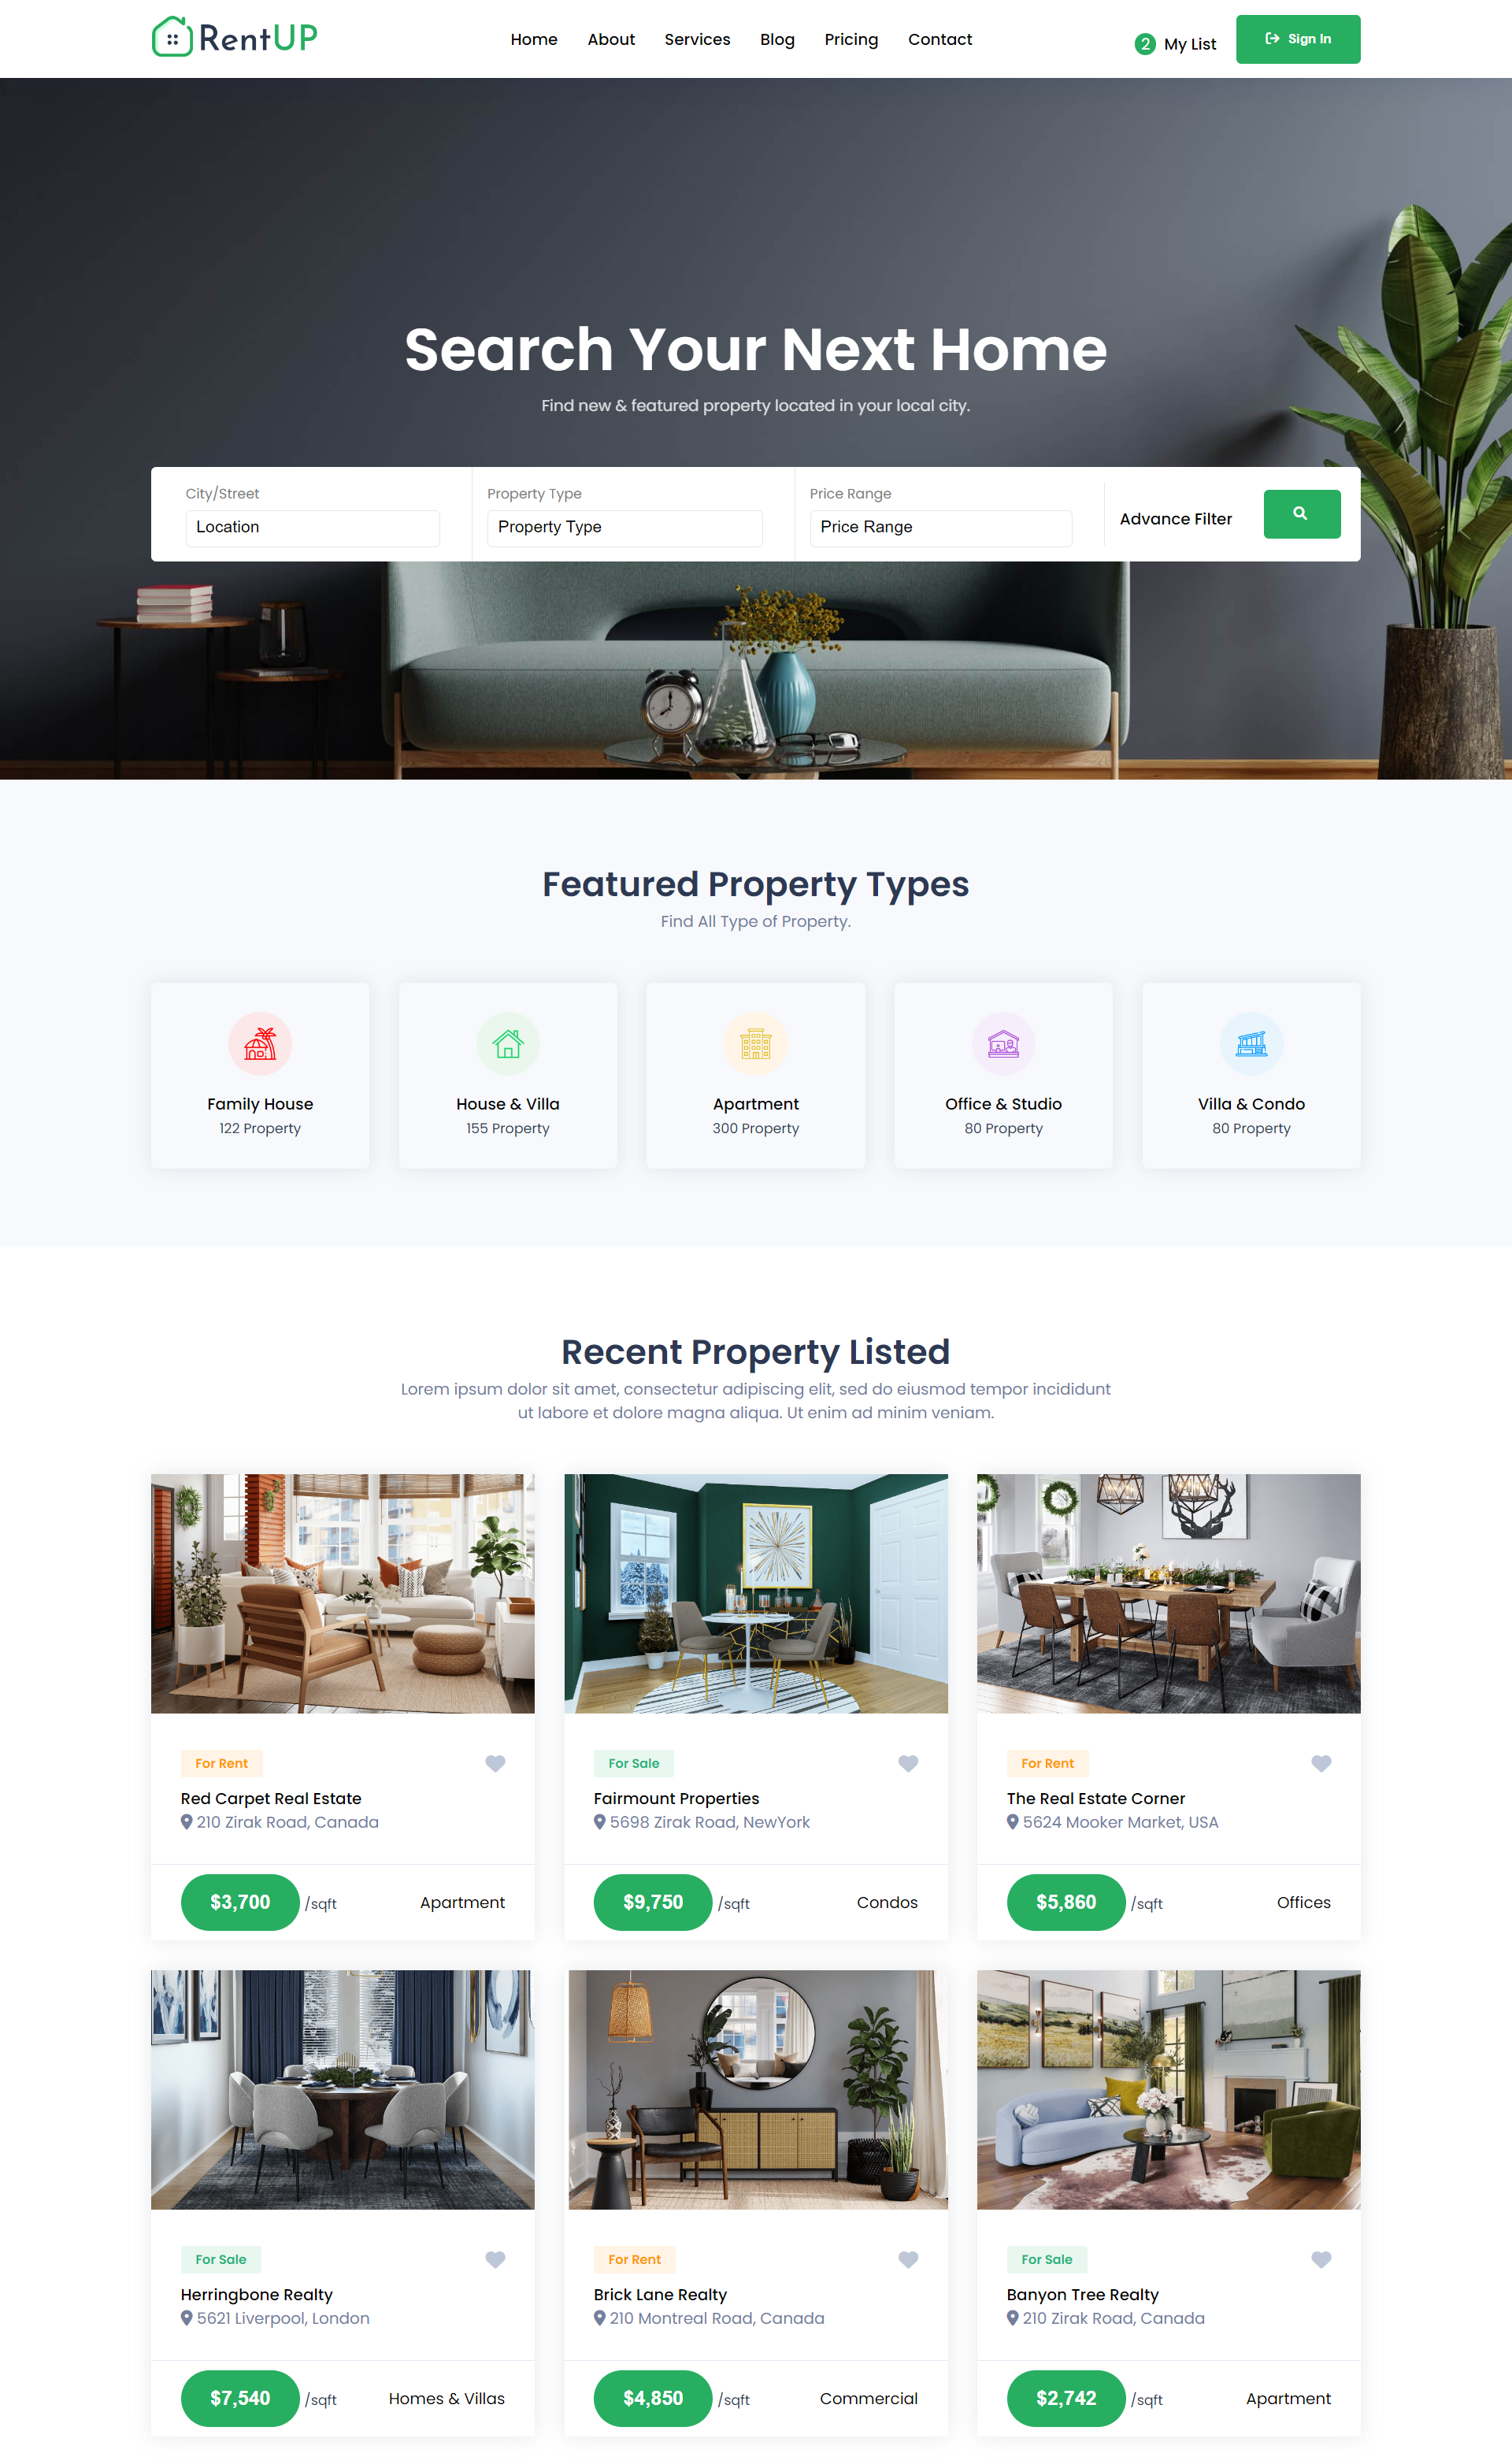 RentUP
Home About Services Blog Pricing Contact
2 My List
Sign In
Search Your Next Home
Find new & featured property located in your local city.
City/Street Property Type Price Range
Location Property Type Price Range Advance Filter
Featured Property Types
Find All Type of Property.
Family House
122 Property
House & Villa
155 Property
Apartment
300 Property
Office & Studio
80 Property
Villa & Condo
80 Property
Recent Property Listed
Lorem ipsum dolor sit amet, consectetur adipiscing elit, sed do eiusmod tempor incididunt
ut labore et dolore magna aliqua. Ut enim ad minim veniam.
For Rent
Red Carpet Real Estate
210 Zirak Road, Canada
$3,700 /sqft Apartment
For Sale
Fairmount Properties
5698 Zirak Road, NewYork
$9,750 /sqft Condos
For Rent
The Real Estate Corner
5624 Mooker Market, USA
$5,860 /sqft Offices
For Sale
Herringbone Realty
5621 Liverpool, London
$7,540 /sqft Homes & Villas
For Rent
Brick Lane Realty
210 Montreal Road, Canada
$4,850 /sqft Commercial
For Sale
Banyon Tree Realty
210 Zirak Road, Canada
$2,742 /sqft Apartment